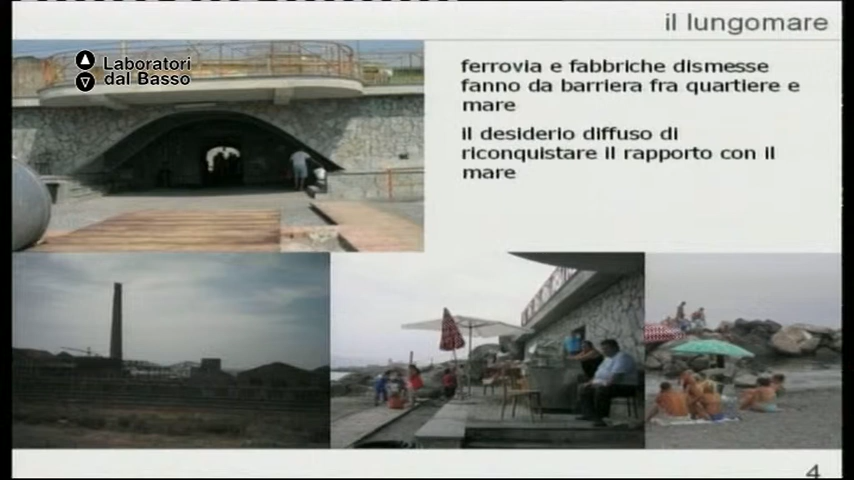 il lungomare
Laboratori
dal Basso
ferrovia e fabbriche dismesse
fanno da barriera fra quartiere e
mare
il desiderio diffuso di
riconquistare il rapporto con il
mare
4